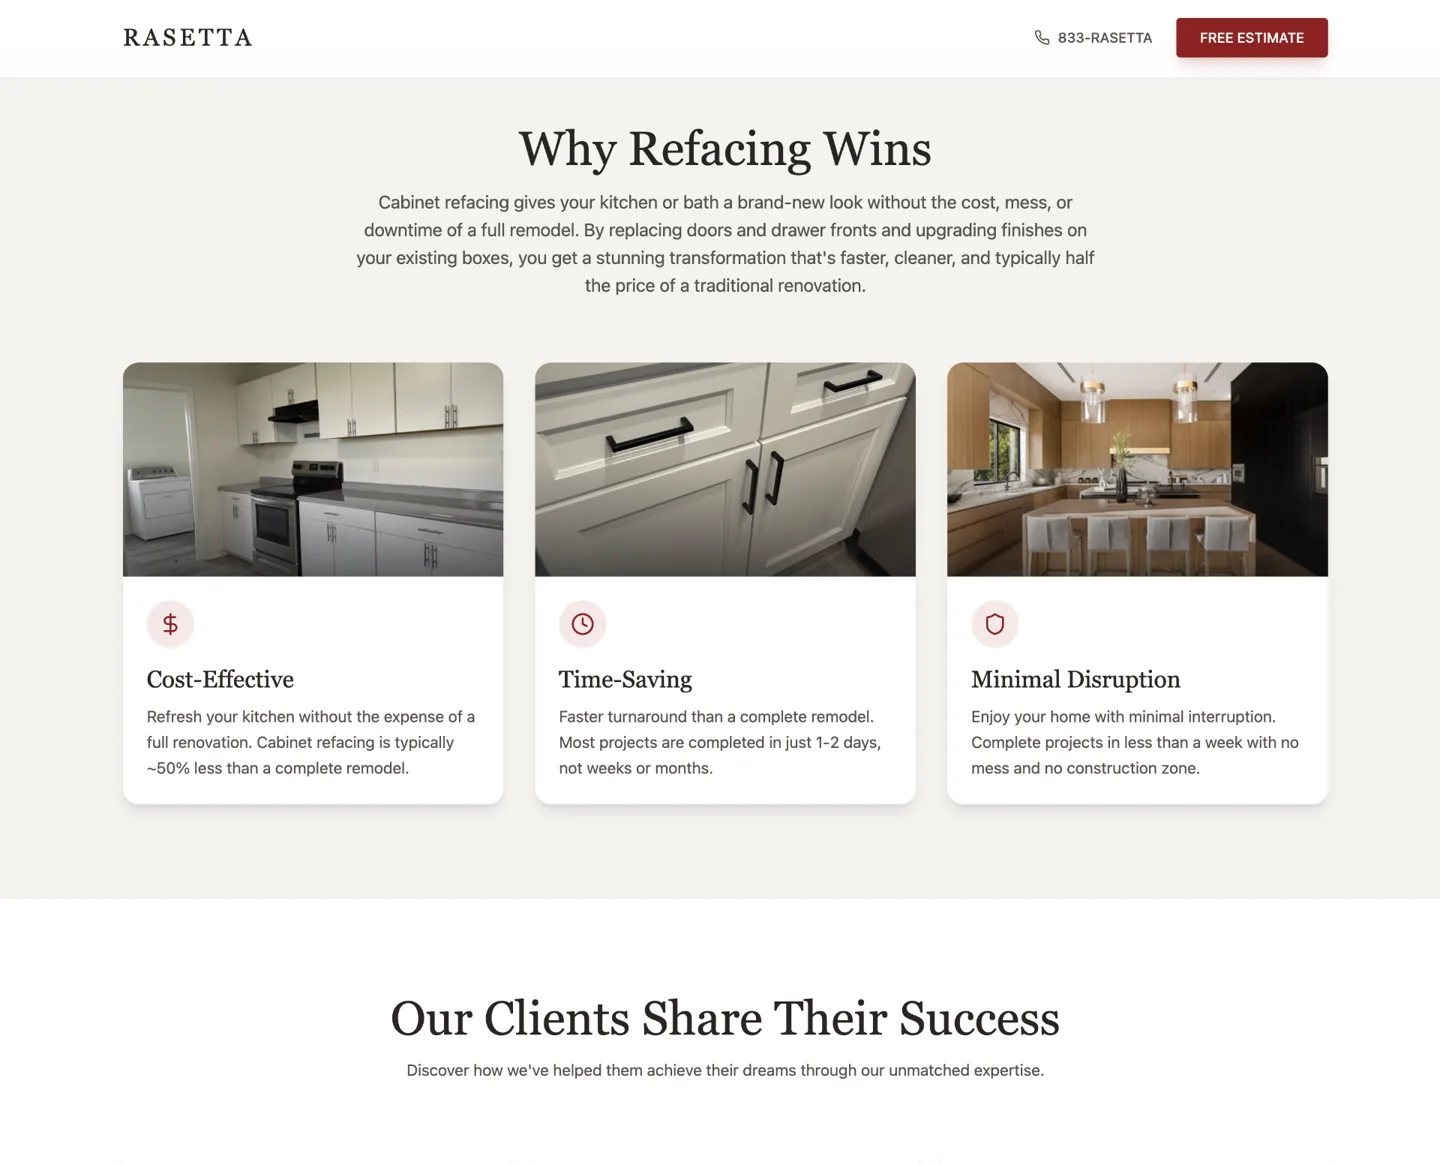 RASETTA
833-RASETTA
FREE ESTIMATE
Why Refacing Wins
Cabinet refacing gives your kitchen or bath a brand-new look without the cost, mess, or
downtime of a full remodel. By replacing doors and drawer fronts and upgrading finishes on
your existing boxes, you get a stunning transformation that's faster, cleaner, and typically half
the price of a traditional renovation.
Cost-Effective
Refresh your kitchen without the expense of a
full renovation. Cabinet refacing is typically
~50% less than a complete remodel.
Time-Saving
Faster turnaround than a complete remodel.
Most projects are completed in just 1-2 days,
not weeks or months.
Minimal Disruption
Enjoy your home with minimal interruption.
Complete projects in less than a week with no
mess and no construction zone.
Our Clients Share Their Success
Discover how we've helped them achieve their dreams through our unmatched expertise.